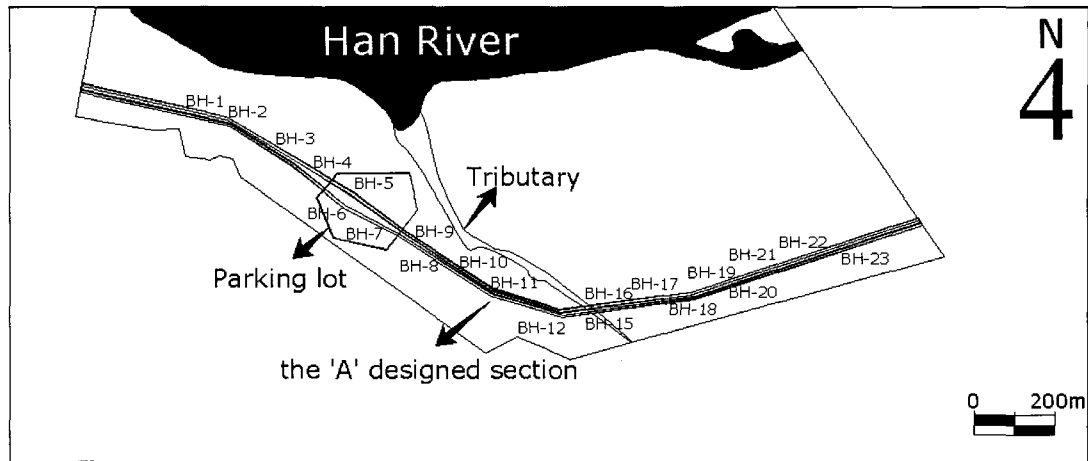 Han River
N
4
BH-1
BH-2
BH-3
BH-4
BH-5
BH-6
BH-7
BH-8
BH-9
BH-10
BH-11
BH-12
BH-15
BH-16
BH-17
BH-18
BH-19
BH-20
BH-21
BH-22
BH-23
Tributary
Parking lot
the 'A' designed section
0 200m